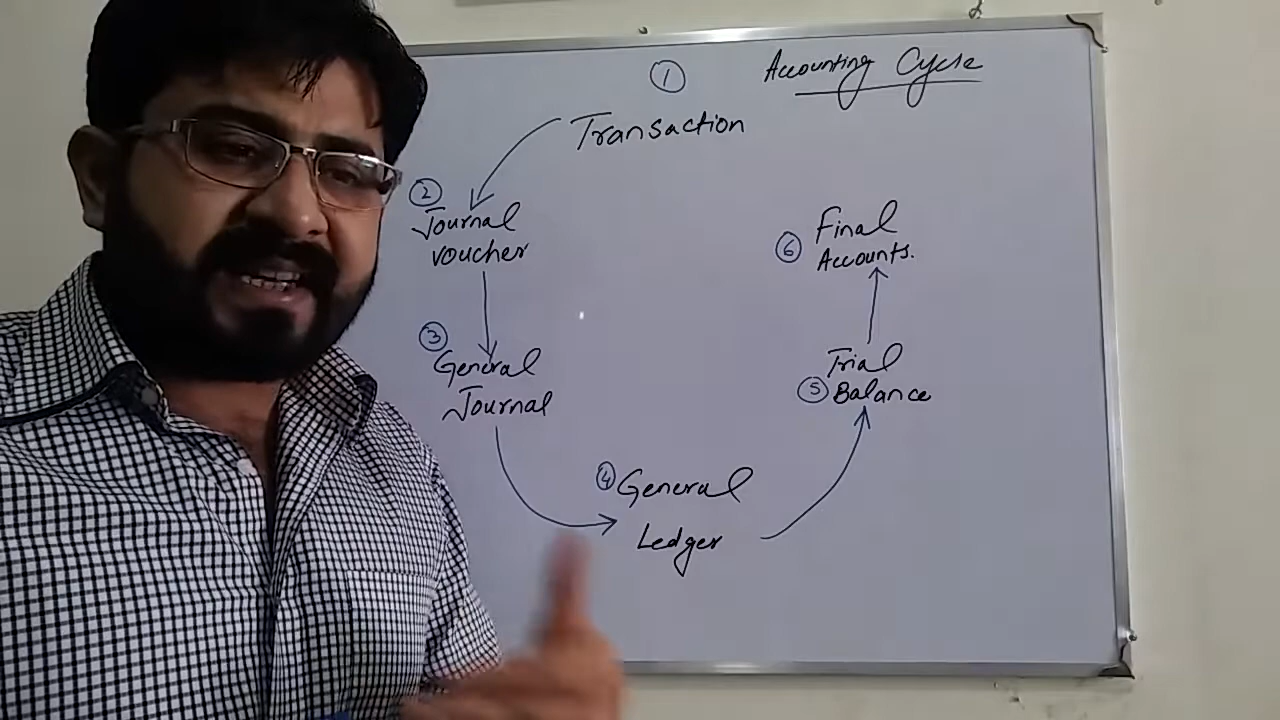 Accounting Cycle
①
Transaction
②
Journal
voucher
③
General
Journal
④ General
Ledger
Trial
⑤ Balance
Final
⑥ Accounts.